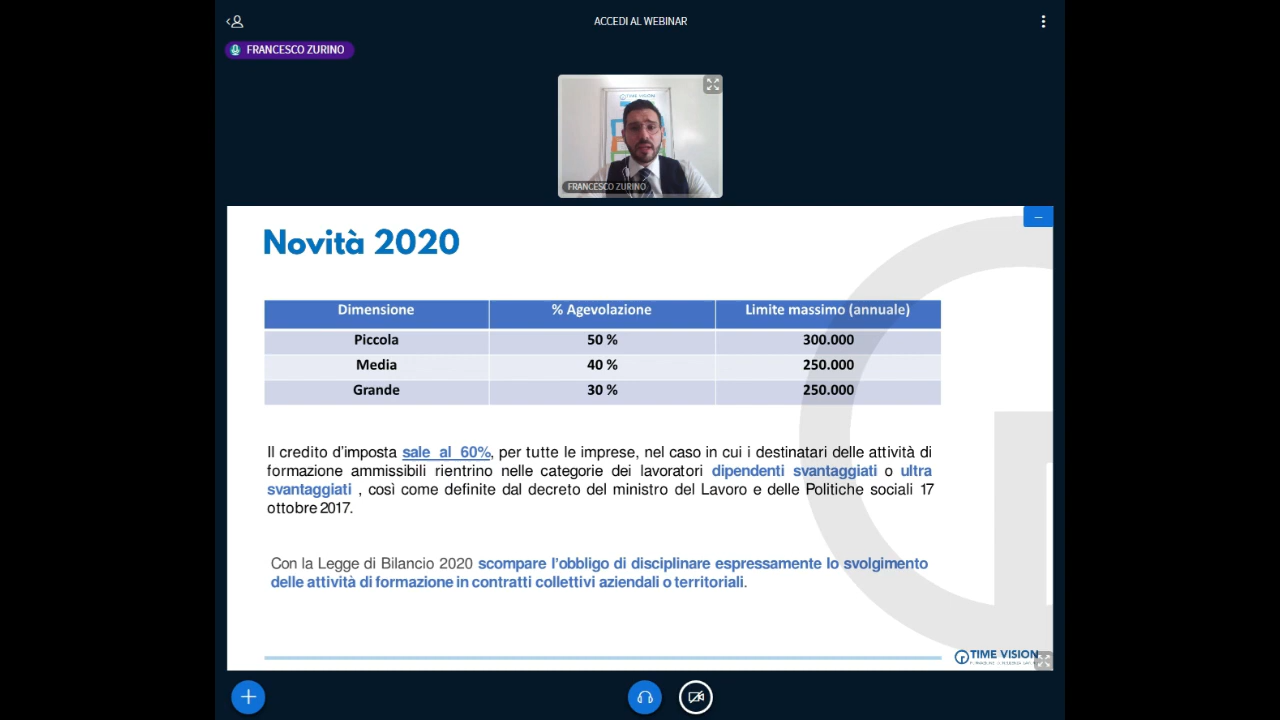 ACCEDI AL WEBINAR
FRANCESCO ZURINO
TIME VISION
FRANCESCO ZURINO
Novità 2020
Dimensione % Agevolazione Limite massimo (annuale)
Piccola 50 % 300.000
Media 40 % 250.000
Grande 30 % 250.000
Il credito d'imposta sale al 60%, per tutte le imprese, nel caso in cui i destinatari delle attività di
formazione ammissibili rientrino nelle categorie dei lavoratori dipendenti svantaggiati o ultra
svantaggiati , così come definite dal decreto del ministro del Lavoro e delle Politiche sociali 17
ottobre 2017.
Con la Legge di Bilancio 2020 scompare l'obbligo di disciplinare espressamente lo svolgimento
delle attività di formazione in contratti collettivi aziendali o territoriali.
TIME VISION